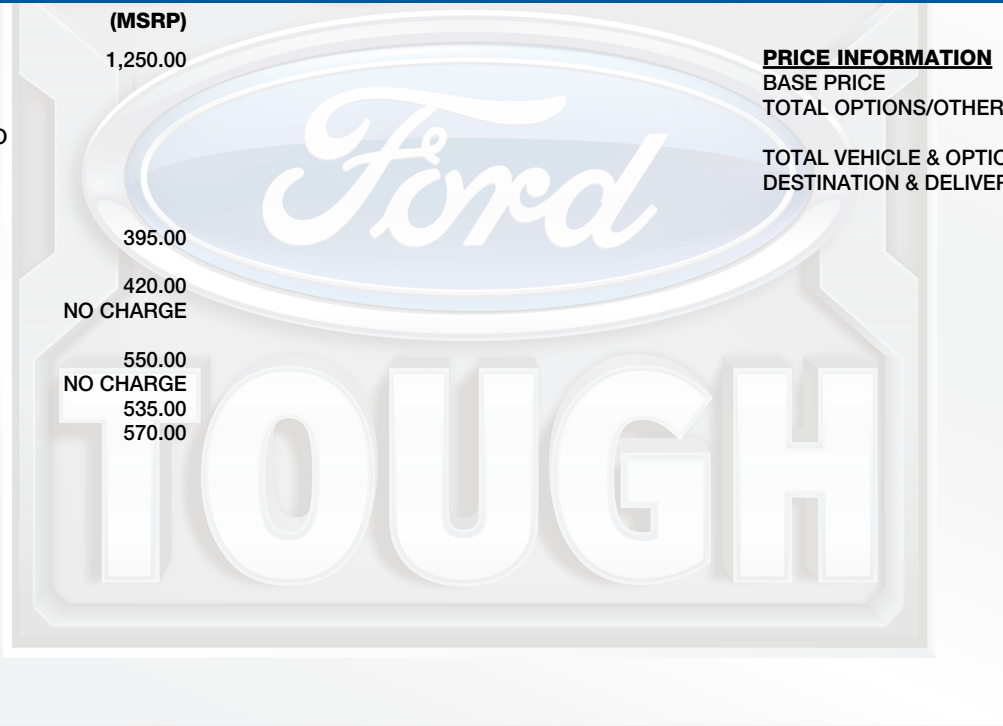 (MSRP)
1,250.00
395.00
420.00
NO CHARGE
550.00
NO CHARGE
535.00
570.00
PRICE INFORMATION
BASE PRICE
TOTAL OPTIONS/OTHER
TOTAL VEHICLE & OPTIO
DESTINATION & DELIVER
Ford
TOUGH